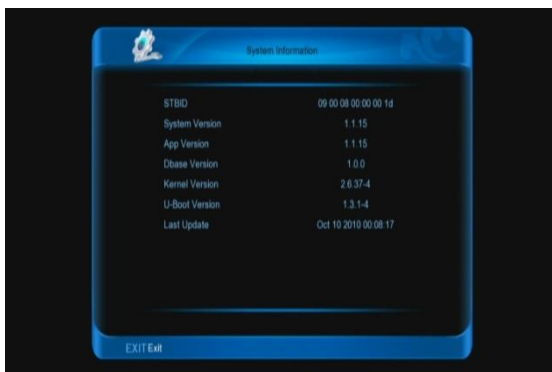 System Information
STBID 09 00 08 00:00:00 1d
System Version 1.1.15
App Version 1.1.15
Dbase Version 1.0.0
Kernel Version 2.6.37-4
U-Boot Version 1.3.1-4
Last Update Oct 10 2010 00:08:17
EXIT Exit